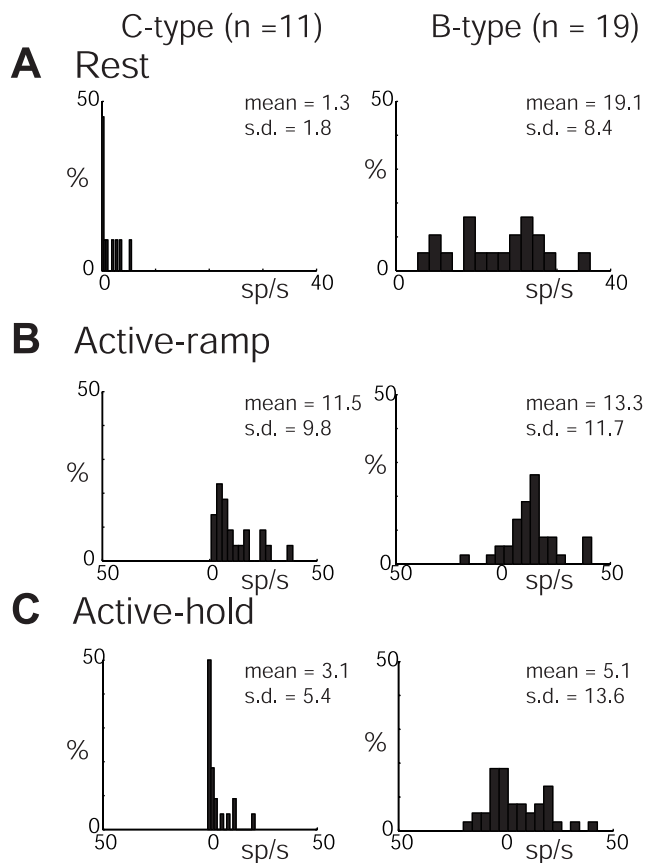 C-type (n =11)
B-type (n = 19)
A Rest
50
mean = 1.3
s.d. = 1.8
%
0
0
sp/s
40
50
mean = 19.1
s.d. = 8.4
%
0
0
sp/s
40
B Active-ramp
50
mean = 11.5
s.d. = 9.8
%
0
50
0
sp/s
50
50
mean = 13.3
s.d. = 11.7
%
0
50
0
sp/s
50
C Active-hold
50
mean = 3.1
s.d. = 5.4
%
0
50
0
sp/s
50
50
mean = 5.1
s.d. = 13.6
%
0
50
0
sp/s
50